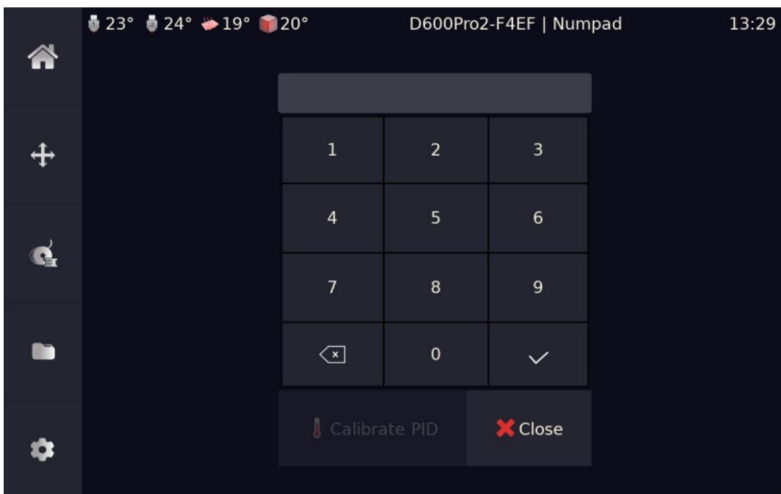 23° 24° 19° 20° D600Pro2-F4EF | Numpad 13:29
1 2 3
4 5 6
7 8 9
0
Calibrate PID Close